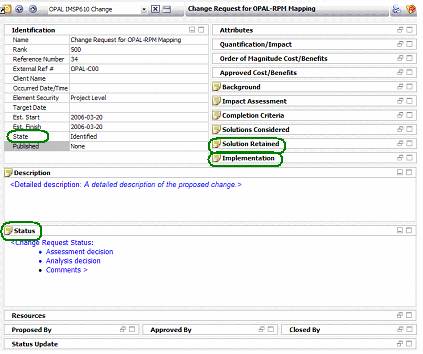 OPAL IMSP610 Change
Change Request for OPAL-RPM Mapping
Identification
Name Change Request for OPAL-RPM Mapping
Rank 500
Reference Number 34
External Ref # OPAL-C00
Client Name
Occurred Date/Time
Element Security Project Level
Target Date
Est. Start 2006-03-20
Est. Finish 2006-03-20
State Identified
Published None
Attributes
Quantification/Impact
Order of Magnitude Cost/Benefits
Approved Cost/Benefits
Background
Impact Assessment
Completion Criteria
Solutions Considered
Solution Retained
Implementation
Description
<Detailed description: A detailed description of the proposed change.>
Status
<Change Request Status:
• Assessment decision
• Analysis decision
• Comments >
Resources
Proposed By Approved By Closed By
Status Update